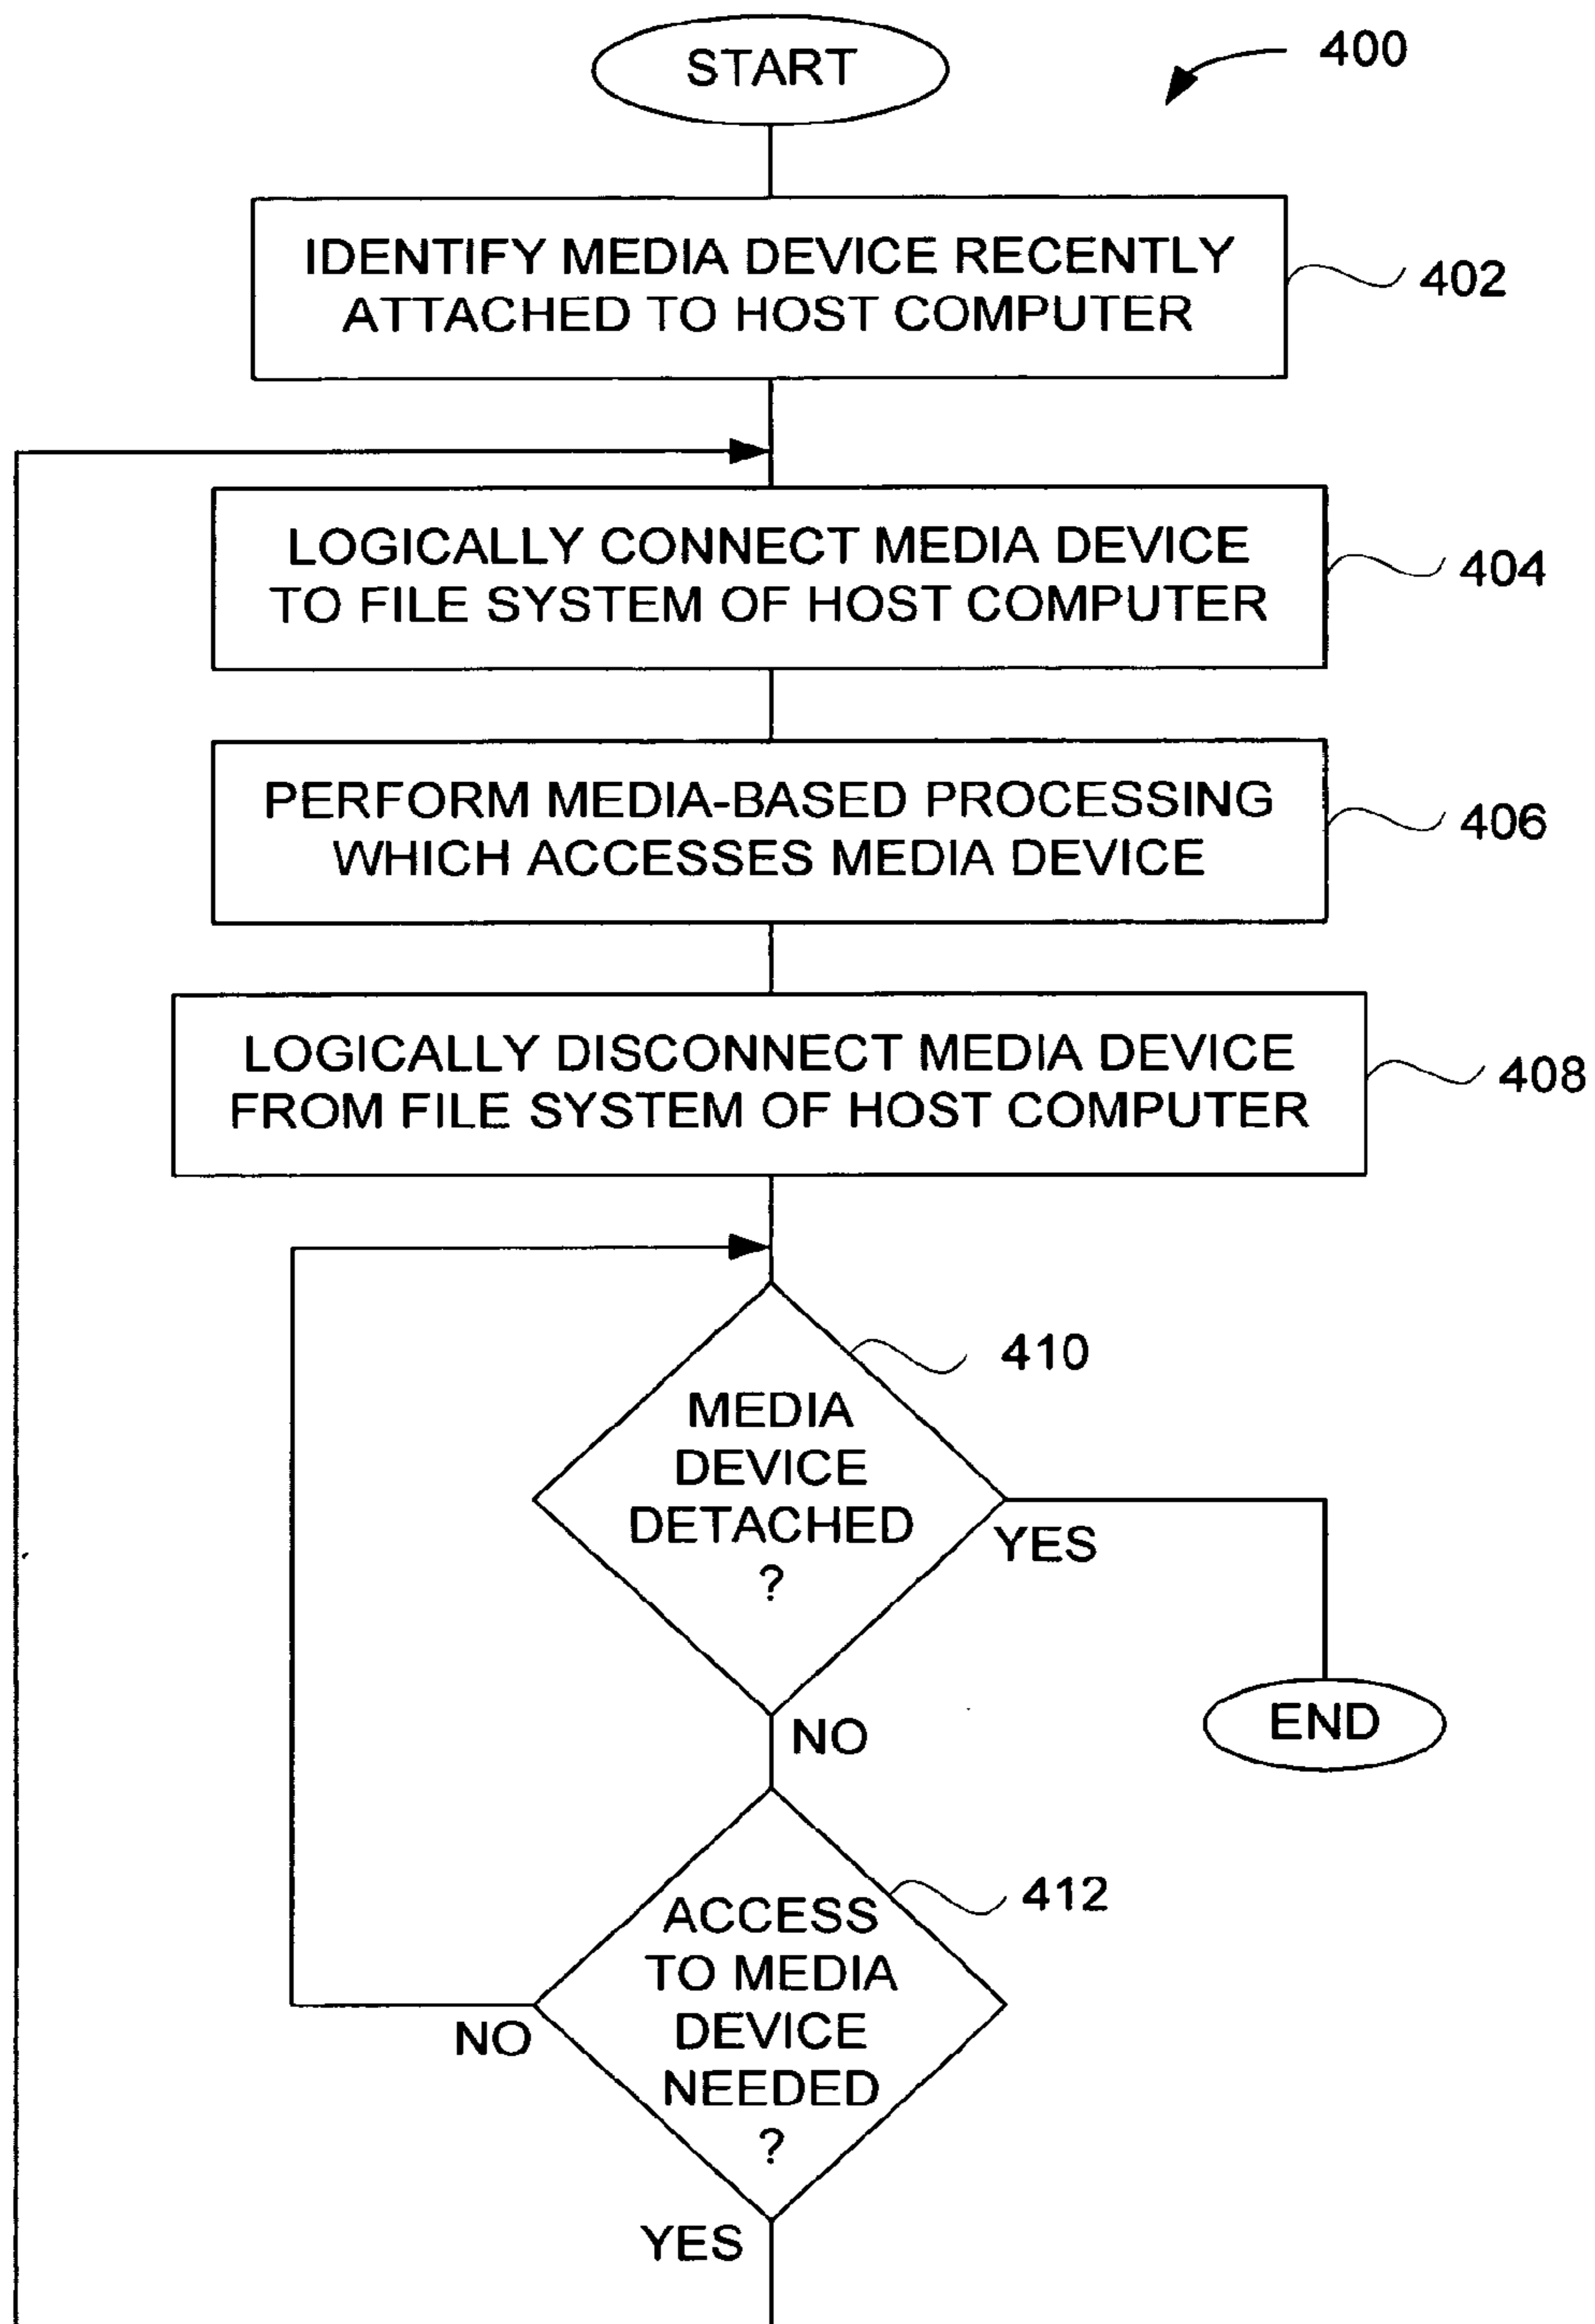 START
400
IDENTIFY MEDIA DEVICE RECENTLY
ATTACHED TO HOST COMPUTER
402
LOGICALLY CONNECT MEDIA DEVICE
TO FILE SYSTEM OF HOST COMPUTER
404
PERFORM MEDIA-BASED PROCESSING
WHICH ACCESSES MEDIA DEVICE
406
LOGICALLY DISCONNECT MEDIA DEVICE
FROM FILE SYSTEM OF HOST COMPUTER
408
410
MEDIA
DEVICE
DETACHED
?
YES
END
NO
412
ACCESS
TO MEDIA
DEVICE
NEEDED
?
NO
YES